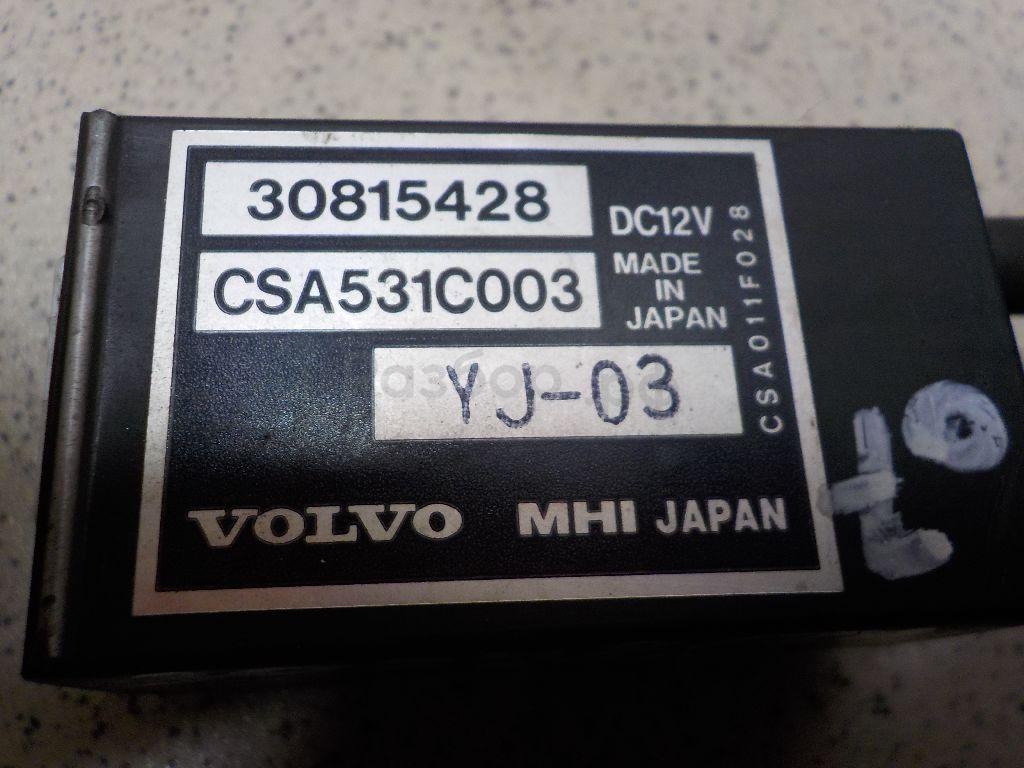 30815428
DC12V
CSA531C003
MADE
IN
JAPAN
CSA011F028
YJ-03
VOLVO MHI JAPAN